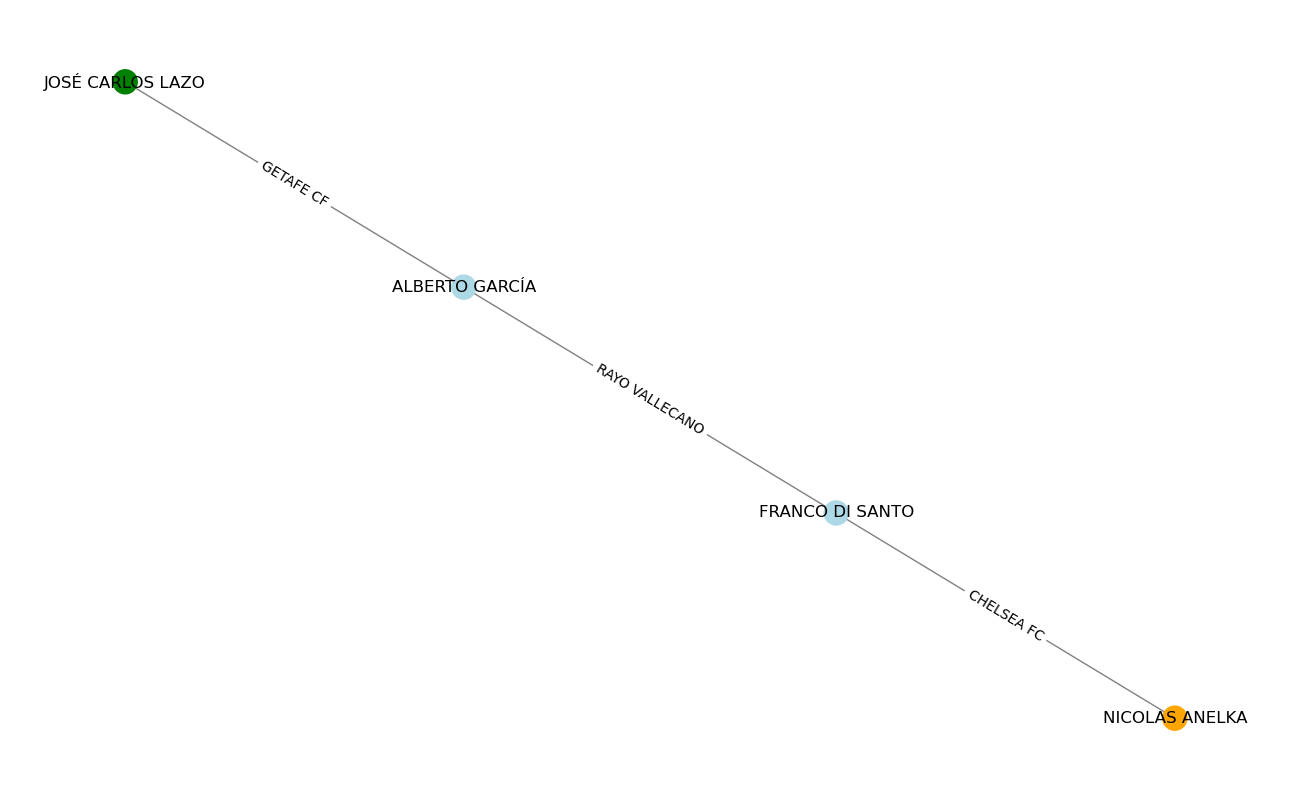 JOSÉ CARLOS LAZO
GETAFE CF
ALBERTO GARCÍA
RAYO VALLECANO
FRANCO DI SANTO
CHELSEA FC
NICOLAS ANELKA